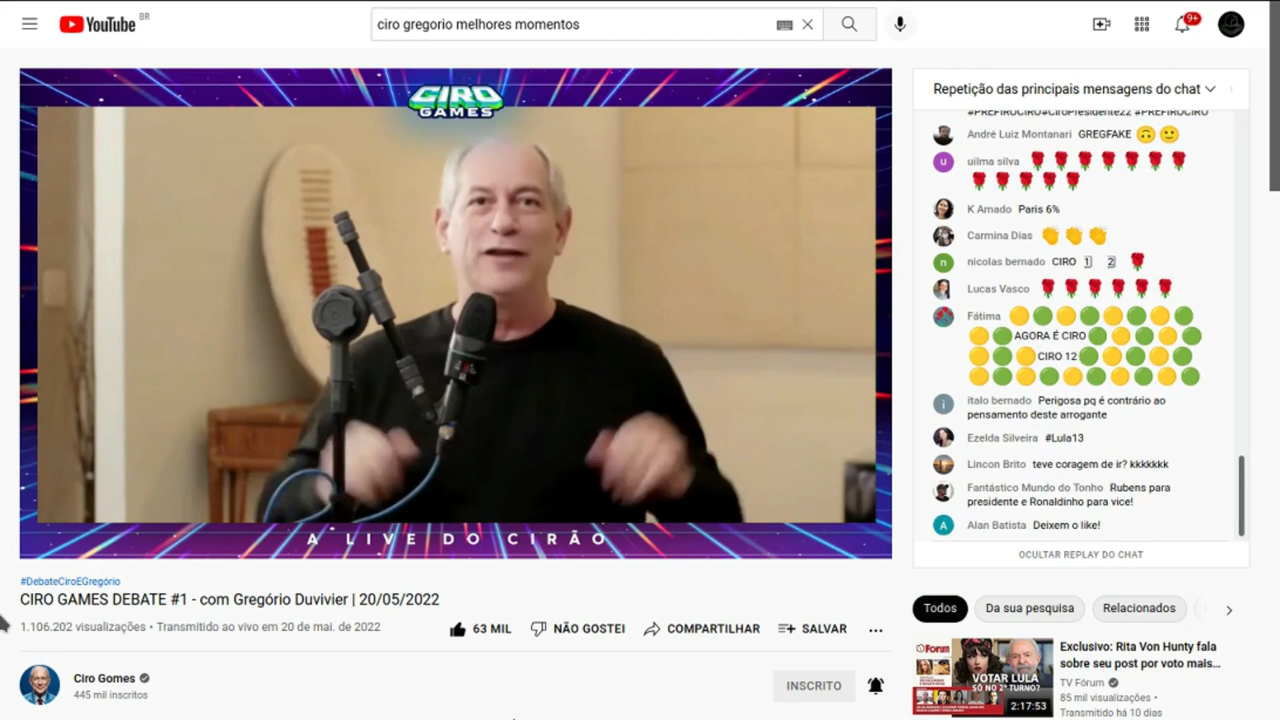 YouTube BR
ciro gregorio melhores momentos
9+
CIRO
GAMES
A LIVE DO CIRÃO
#DebateCiroEGregório
CIRO GAMES DEBATE #1 - com Gregório Duvivier | 20/05/2022
1.106.202 visualizações • Transmitido ao vivo em 20 de mai. de 2022
63 MIL
NÃO GOSTEI
COMPARTILHAR
SALVAR
Ciro Gomes
445 mil inscritos
INSCRITO
Repetição das principais mensagens do chat
#PREFIROCIRO#CiroPresidente22 #PREFIROCIRO
André Luiz Montanari GREGFAKE 🙃 🙂
u uilma silva 🌹🌹🌹🌹🌹🌹🌹
🌹🌹🌹🌹🌹
K Amado Paris 6%
Carmina Dias 👏👏👏
n nicolas bernado CIRO 1 2 🌹
Lucas Vasco 🌹🌹🌹🌹🌹🌹
Fátima 🟡🟢🟡🟢🟡🟢🟡🟢
🟡🟢AGORA É CIRO🟢🟡🟢🟡🟢
🟡🟢🟡CIRO 12🟢🟡🟢🟡🟢
🟡🟢🟡🟢🟡🟢🟡🟢🟡🟢
i italo bernado Perigosa pq é contrário ao
pensamento deste arrogante
Ezelda Silveira #Lula13
Lincon Brito teve coragem de ir? kkkkkkk
Fantástico Mundo do Tonho Rubens para
presidente e Ronaldinho para vice!
A Alan Batista Deixem o like!
OCULTAR REPLAY DO CHAT
Todos
Da sua pesquisa
Relacionados
Fórum
VOTAR LULA
SÓ NO 2º TURNO?
2:17:53
Exclusivo: Rita Von Hunty fala
sobre seu post por voto mais...
TV Fórum
85 mil visualizações •
Transmitido há 10 dias